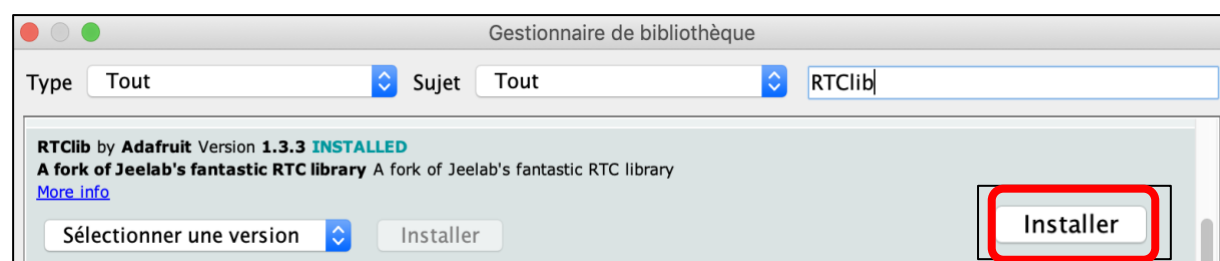 Gestionnaire de bibliothèque
Type Tout Sujet Tout RTClib
RTClib by Adafruit Version 1.3.3 INSTALLED
A fork of Jeelab's fantastic RTC library A fork of Jeelab's fantastic RTC library
More info
Sélectionner une version Installer Installer